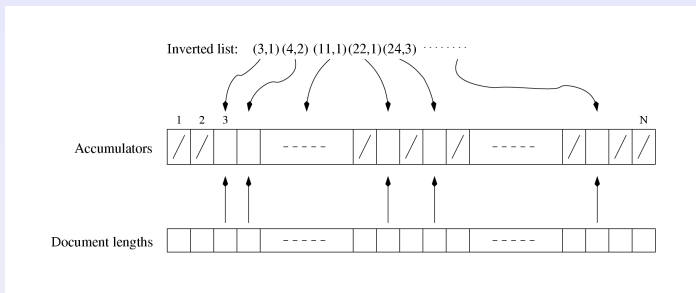 Inverted list: (3,1)(4,2) (11,1)(22,1)(24,3) ········
1 2 3 N
Accumulators
Document lengths